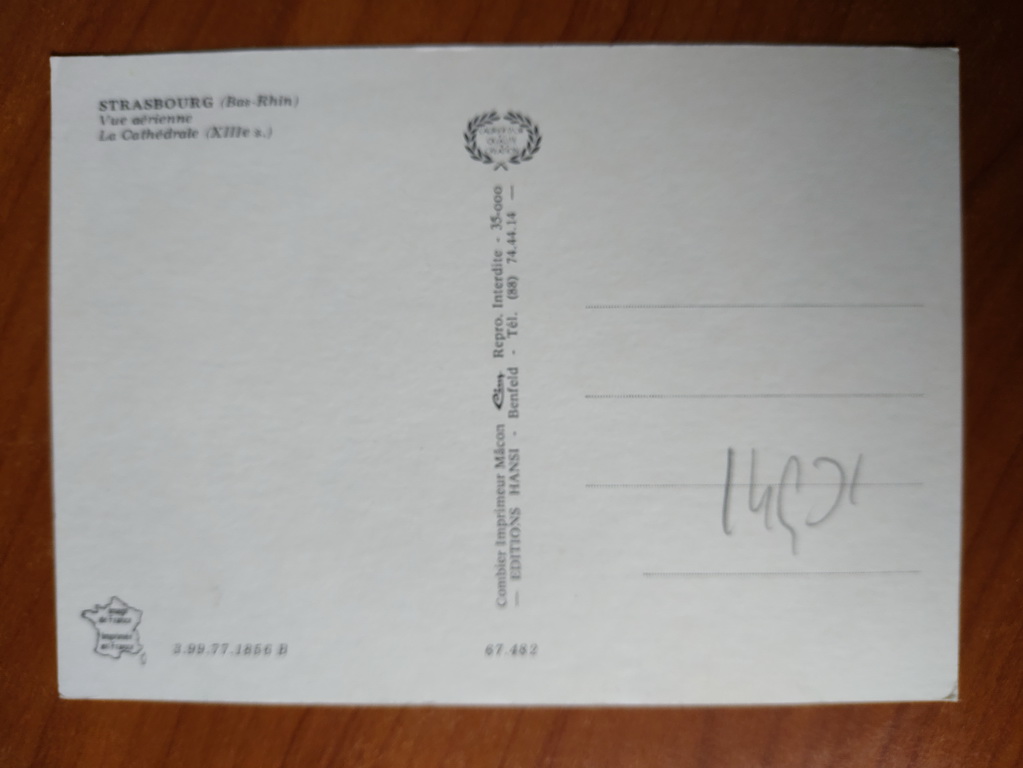 STRASBOURG (Bas-Rhin)
Vue aérienne
La Cathédrale (XIIIe s.)
Combier Imprimeur Mâcon Cim Repro. Interdite - 35-000
— EDITIONS HANSI - Benfeld - Tél. (88) 74.44.14 —
3.99.77.1856 B
67.482